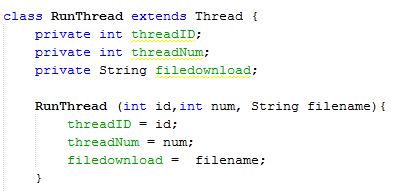 class RunThread extends Thread {
    private int threadID;
    private int threadNum;
    private String filedownload;

    RunThread (int id,int num, String filename){
        threadID = id;
        threadNum = num;
        filedownload =  filename;
    }